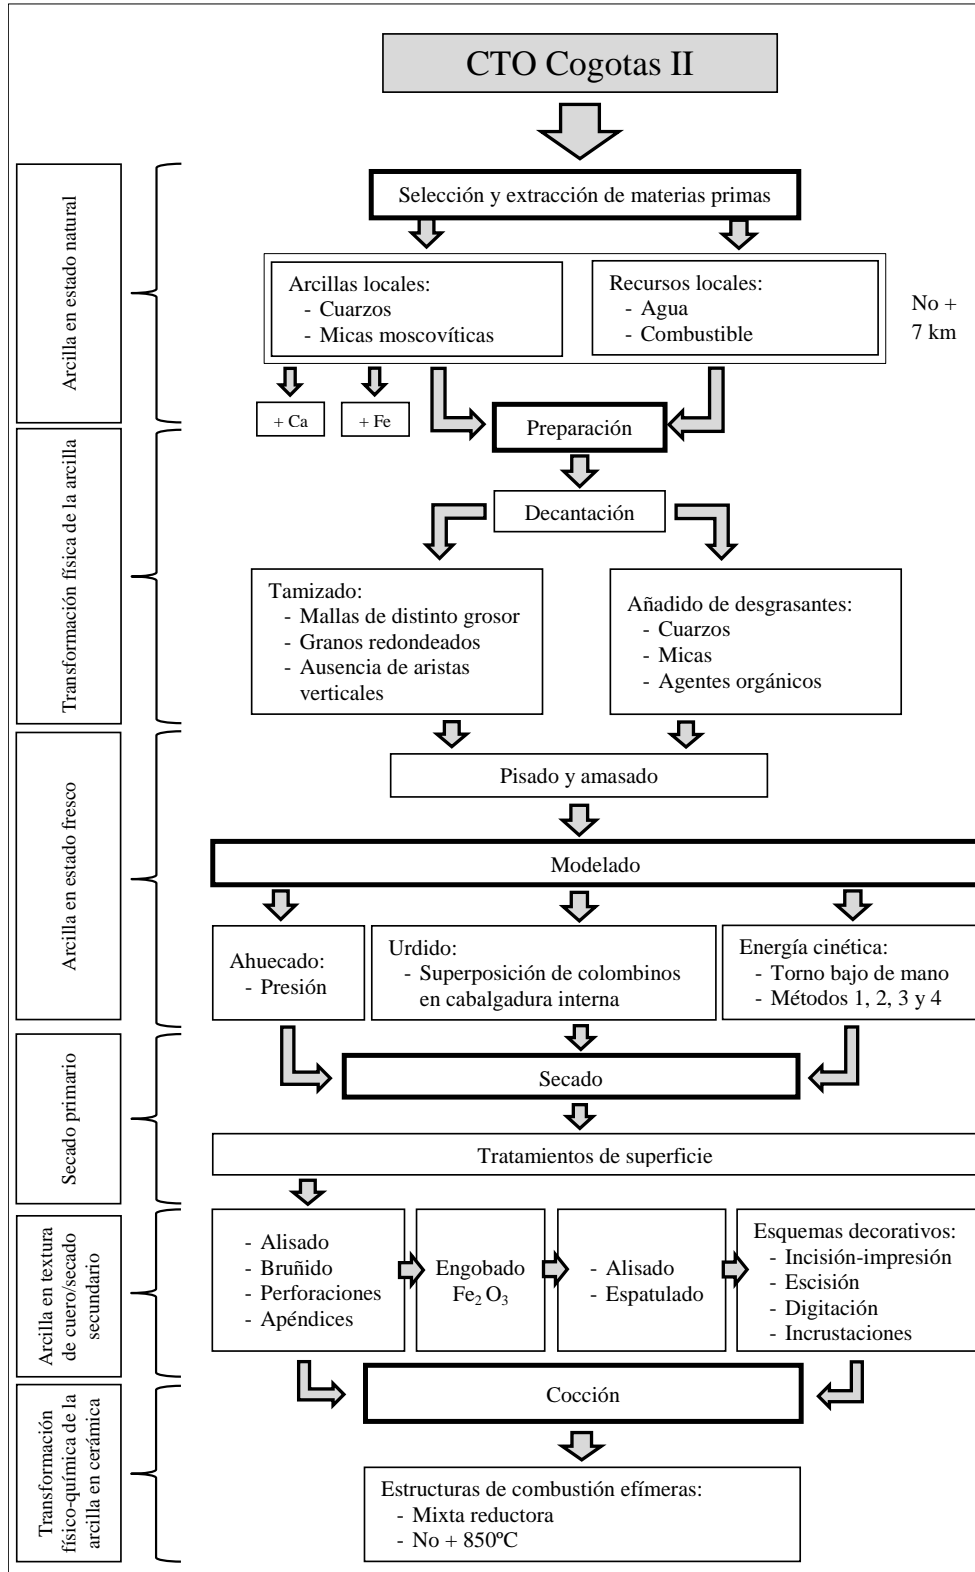 CTO Cogotas II
Arcilla en estado natural
Selección y extracción de materias primas
Arcillas locales:
- Cuarzos
- Micas moscovíticas
Recursos locales:
- Agua
- Combustible
No +
7 km
+ Ca
+ Fe
Preparación
Transformación física de la arcilla
Decantación
Tamizado:
- Mallas de distinto grosor
- Granos redondeados
- Ausencia de aristas
verticales
Añadido de desgrasantes:
- Cuarzos
- Micas
- Agentes orgánicos
Arcilla en estado fresco
Pisado y amasado
Modelado
Ahuecado:
- Presión
Urdido:
- Superposición de colombinos
en cabalgadura interna
Energía cinética:
- Torno bajo de mano
- Métodos 1, 2, 3 y 4
Secado primario
Secado
Tratamientos de superficie
Arcilla en textura
de cuero/secado
secundario
- Alisado
- Bruñido
- Perforaciones
- Apéndices
Engobado
Fe2 O3
- Alisado
- Espatulado
Esquemas decorativos:
- Incisión-impresión
- Escisión
- Digitación
- Incrustaciones
Transformación
físico-química de la
arcilla en cerámica
Cocción
Estructuras de combustión efímeras:
- Mixta reductora
- No + 850ºC